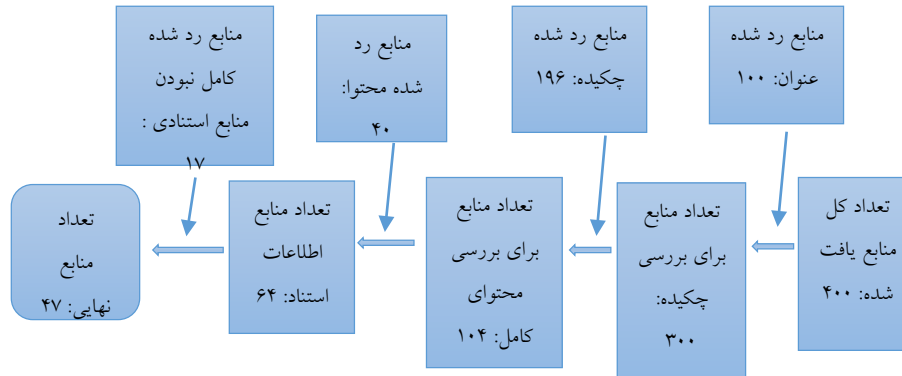 منابع رد شده
عنوان: ۱۰۰
منابع رد شده
چکیده: ۱۹۶
منابع رد
شده محتوا:
۴۰
منابع رد شده
کامل نبودن
منابع استنادی :
۱۷
تعداد کل
منابع یافت
شده: ۴۰۰
تعداد منابع
برای بررسی
چکیده:
۳۰۰
تعداد منابع
برای بررسی
محتوای
کامل: ۱۰۴
تعداد منابع
اطلاعات
استناد: ۶۴
تعداد
منابع
نهایی: ۴۷